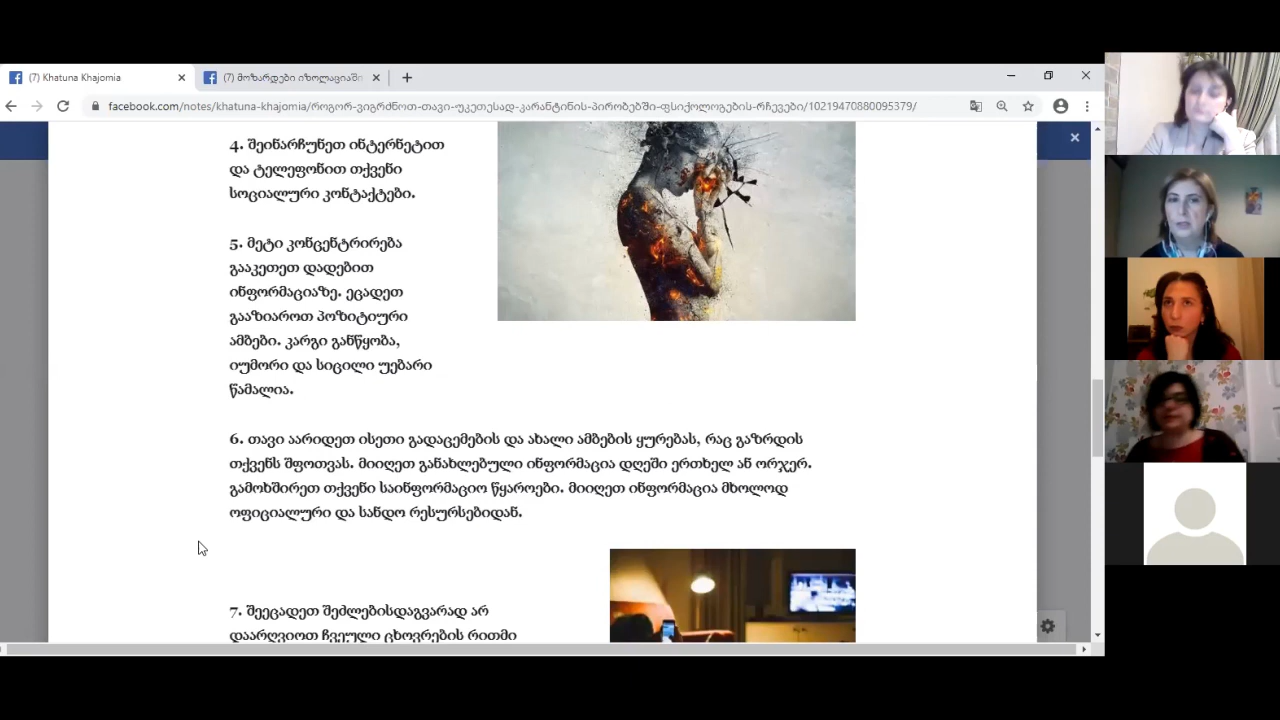 (7) Khatuna Khajomia
(7) მოზარდები იზოლაციაში
facebook.com/notes/khatuna-khajomia/როგორ-ვიგრძნოთ-თავი-უკეთესად-კარანტინის-პირობებში-ფსიქოლოგების-რჩევები/10219470880095379/
4. შეინარჩუნეთ ინტერნეტით
და ტელეფონით თქვენი
სოციალური კონტაქტები.
5. მეტი კონცენტრირება
გააკეთეთ დადებით
ინფორმაციაზე. ეცადეთ
გააზიაროთ პოზიტიური
ამბები. კარგი განწყობა,
იუმორი და სიცილი უებარი
წამალია.
6. თავი აარიდეთ ისეთი გადაცემების და ახალი ამბების ყურებას, რაც გაზრდის
თქვენს შფოთვას. მიიღეთ განახლებული ინფორმაცია დღეში ერთხელ ან ორჯერ.
გამოხშირეთ თქვენი საინფორმაციო წყაროები. მიიღეთ ინფორმაცია მხოლოდ
ოფიციალური და სანდო რესურსებიდან.
7. შეეცადეთ შეძლებისდაგვარად არ
დაარღვიოთ ჩვეული ცხოვრების რითმი